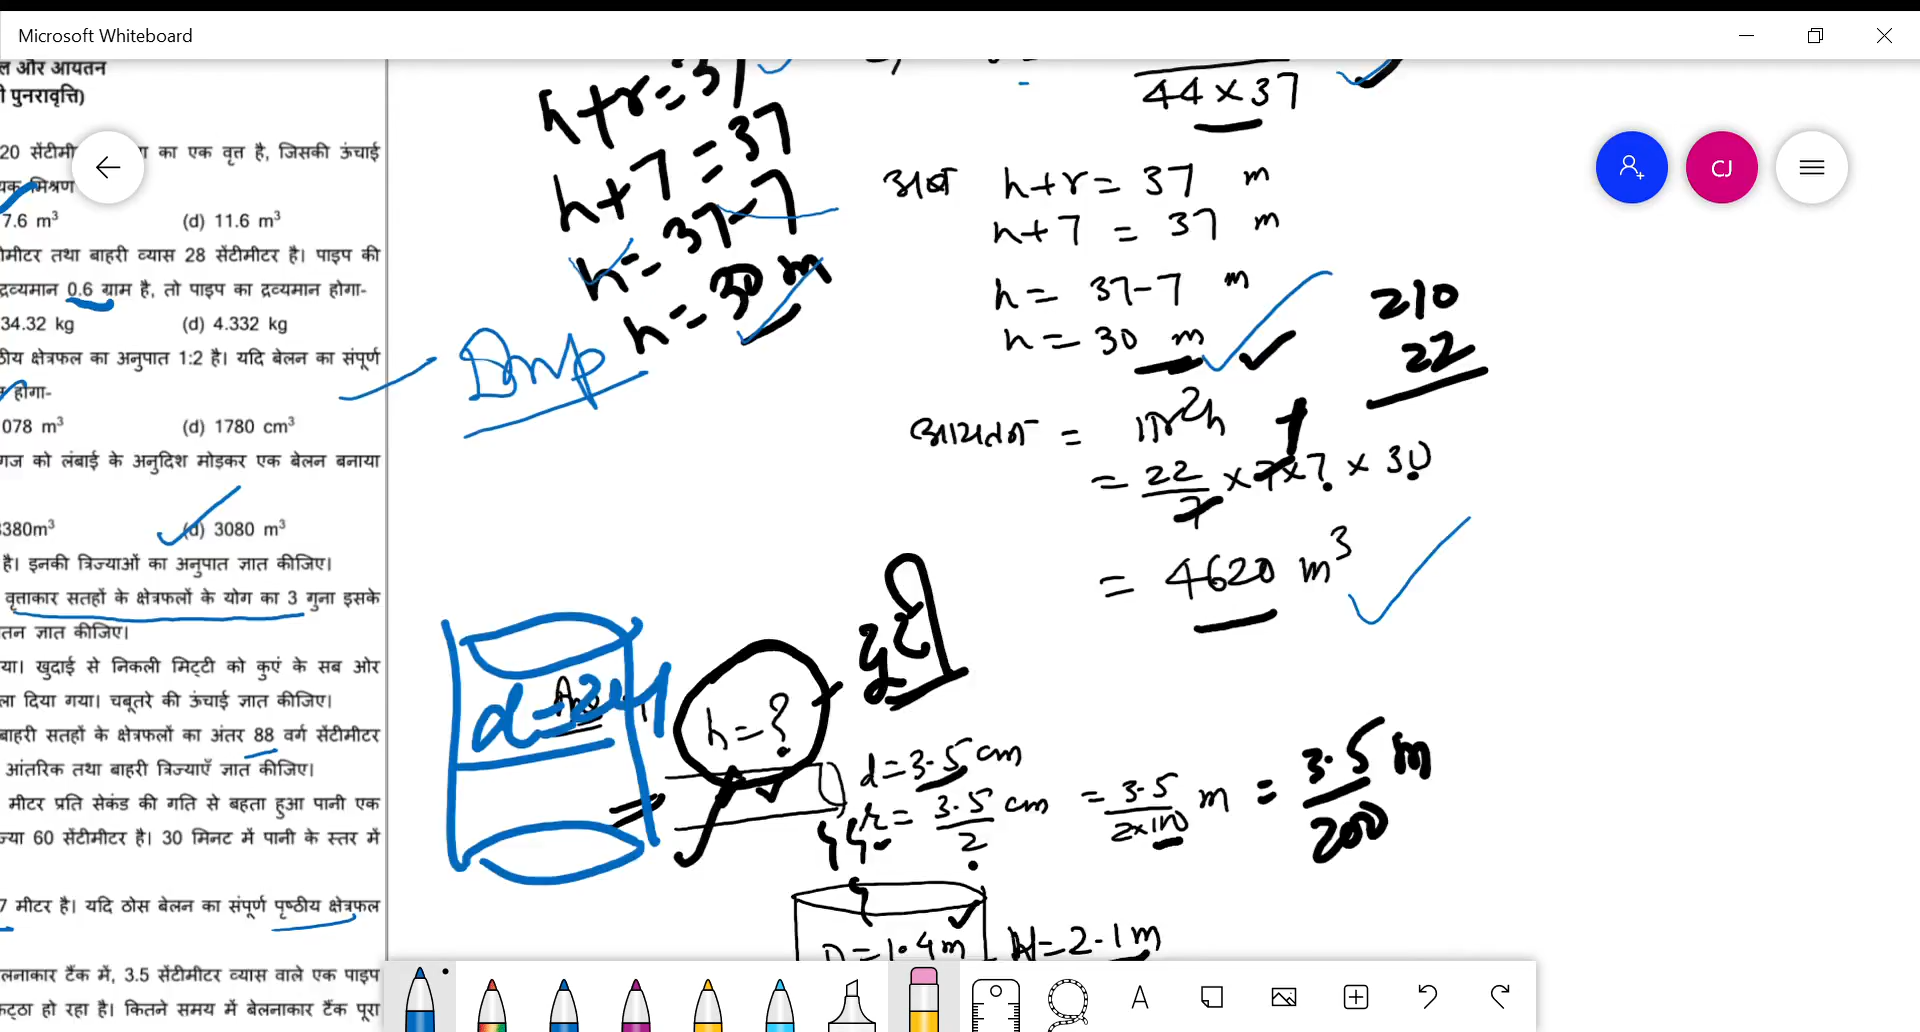 Microsoft Whiteboard
ल और आयतन
ी पुनरावृत्ति)
20 का एक वृत्त है, जिसकी ऊंचाई
मिश्रण
7.6 m³ (d) 11.6 m³
मीटर तथा बाहरी व्यास 28 सेंटीमीटर है। पाइप की
द्रव्यमान 0.6 ग्राम है, तो पाइप का द्रव्यमान होगा-
34.32 kg (d) 4.332 kg
ठीय क्षेत्रफल का अनुपात 1:2 है। यदि बेलन का संपूर्ण
होगा-
078 m³ (d) 1780 cm³
गज को लंबाई के अनुदिश मोड़कर एक बेलन बनाया
3380m³ (d) 3080 m³
है। इनकी त्रिज्याओं का अनुपात ज्ञात कीजिए।
वृत्ताकार सतहों के क्षेत्रफलों के योग का 3 गुना इसके
तन ज्ञात कीजिए।
या। खुदाई से निकली मिट्टी को कुएं के सब ओर
ला दिया गया। चबूतरे की ऊंचाई ज्ञात कीजिए।
बाहरी सतहों के क्षेत्रफलों का अंतर 88 वर्ग सेंटीमीटर
आंतरिक तथा बाहरी त्रिज्याएँ ज्ञात कीजिए।
मीटर प्रति सेकंड की गति से बहता हुआ पानी एक
ज्या 60 सेंटीमीटर है। 30 मिनट में पानी के स्तर में
7 मीटर है। यदि ठोस बेलन का संपूर्ण पृष्ठीय क्षेत्रफल
लनाकार टैंक में, 3.5 सेंटीमीटर व्यास वाले एक पाइप
कट्ठा हो रहा है। कितने समय में बेलनाकार टैंक पूरा
h+r=37
h+7=37
h=37-7
h=30 m
44×37
h+r= 37 m
h+7 = 37 m
h= 37-7 m
h= 30 m
210
22
आयतन = πr²h
= 22/7 ×7×7 × 30
= 4620 m³
d=24
h=?
d=3.5 cm
r= 3.5/2 cm = 3.5/2×100 m = 3.5/200 m
D=1.4m H=2.1m
CJ
A